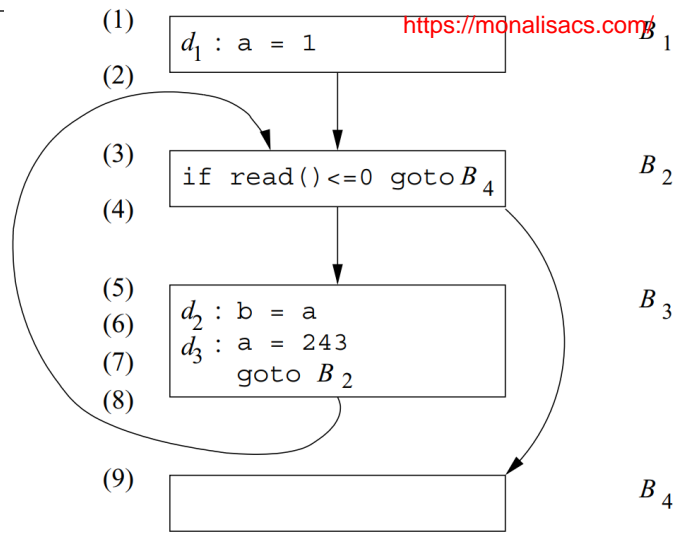 (1)
https://monalisacs.com/
B1
d1 : a = 1
(2)
(3)
B2
if read()<=0 goto B4
(4)
(5)
B3
d2 : b = a
(6)
d3 : a = 243
(7)
goto B2
(8)
(9)
B4